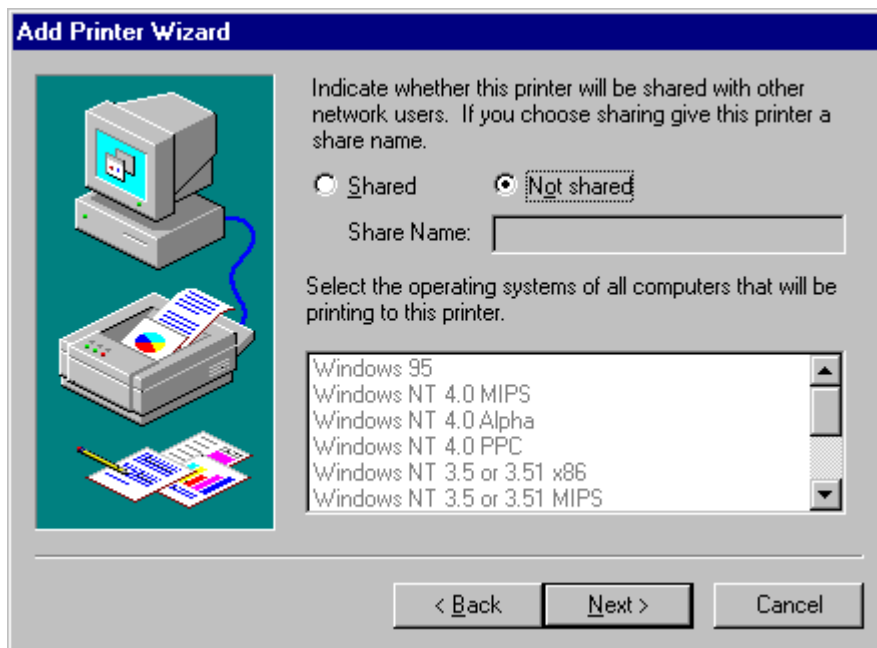 Add Printer Wizard
Indicate whether this printer will be shared with other
network users.  If you choose sharing give this printer a
share name.
Shared Not shared
Share Name:
Select the operating systems of all computers that will be
printing to this printer.
Windows 95
Windows NT 4.0 MIPS
Windows NT 4.0 Alpha
Windows NT 4.0 PPC
Windows NT 3.5 or 3.51 x86
Windows NT 3.5 or 3.51 MIPS
< Back Next > Cancel